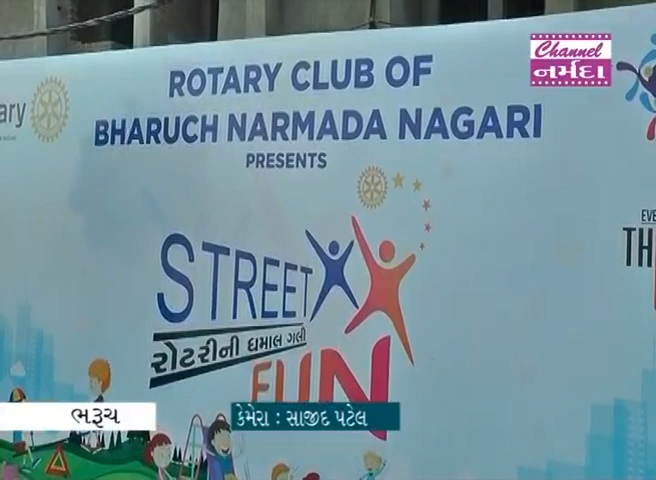 Channel
નર્મદા
ROTARY CLUB OF
BHARUCH NARMADA NAGARI
PRESENTS
STREET
રોટરીની ધમાલ ગલી
FUN
ભરૂચ
કેમેરા : સાજીદ પટેલ